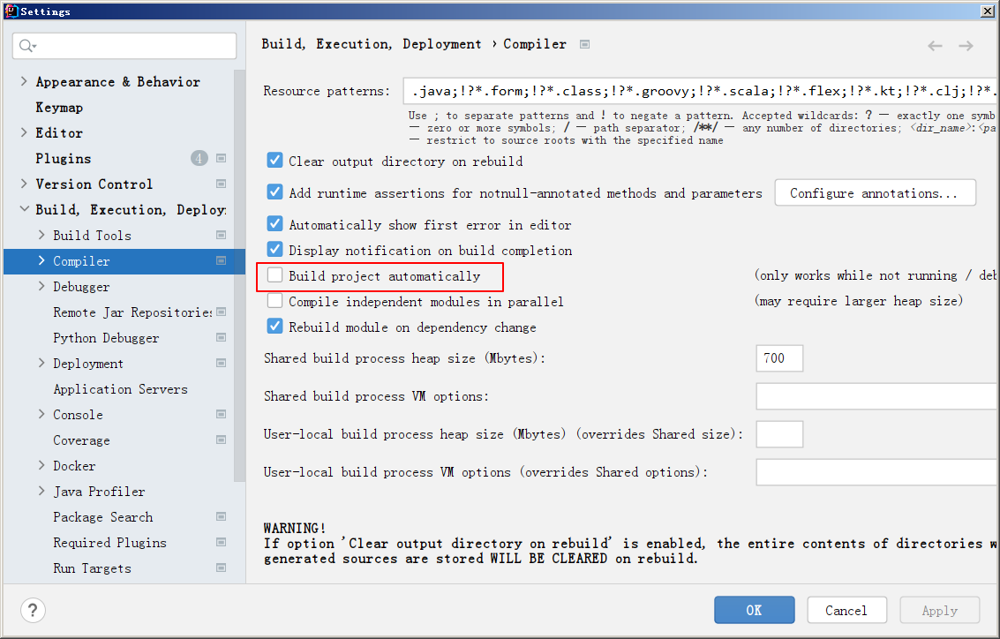 Settings
Appearance & Behavior
Keymap
Editor
Plugins 4
Version Control
Build, Execution, Deploy
Build Tools
Compiler
Debugger
Remote Jar Repositories
Python Debugger
Deployment
Application Servers
Console
Coverage
Docker
Java Profiler
Package Search
Required Plugins
Run Targets
Build, Execution, Deployment › Compiler
Resource patterns: .java;!?*.form;!?*.class;!?*.groovy;!?*.scala;!?*.flex;!?*.kt;!?*.clj;!?*.
Use ; to separate patterns and ! to negate a pattern. Accepted wildcards: ? — exactly one symb
— zero or more symbols; / — path separator; /**/ — any number of directories; <dir_name>:<pa
— restrict to source roots with the specified name
Clear output directory on rebuild
Add runtime assertions for notnull-annotated methods and parameters Configure annotations...
Automatically show first error in editor
Display notification on build completion
Build project automatically (only works while not running / deb
Compile independent modules in parallel (may require larger heap size)
Rebuild module on dependency change
Shared build process heap size (Mbytes): 700
Shared build process VM options:
User-local build process heap size (Mbytes) (overrides Shared size):
User-local build process VM options (overrides Shared options):
WARNING!
If option 'Clear output directory on rebuild' is enabled, the entire contents of directories w
generated sources are stored WILL BE CLEARED on rebuild.
? OK Cancel Apply